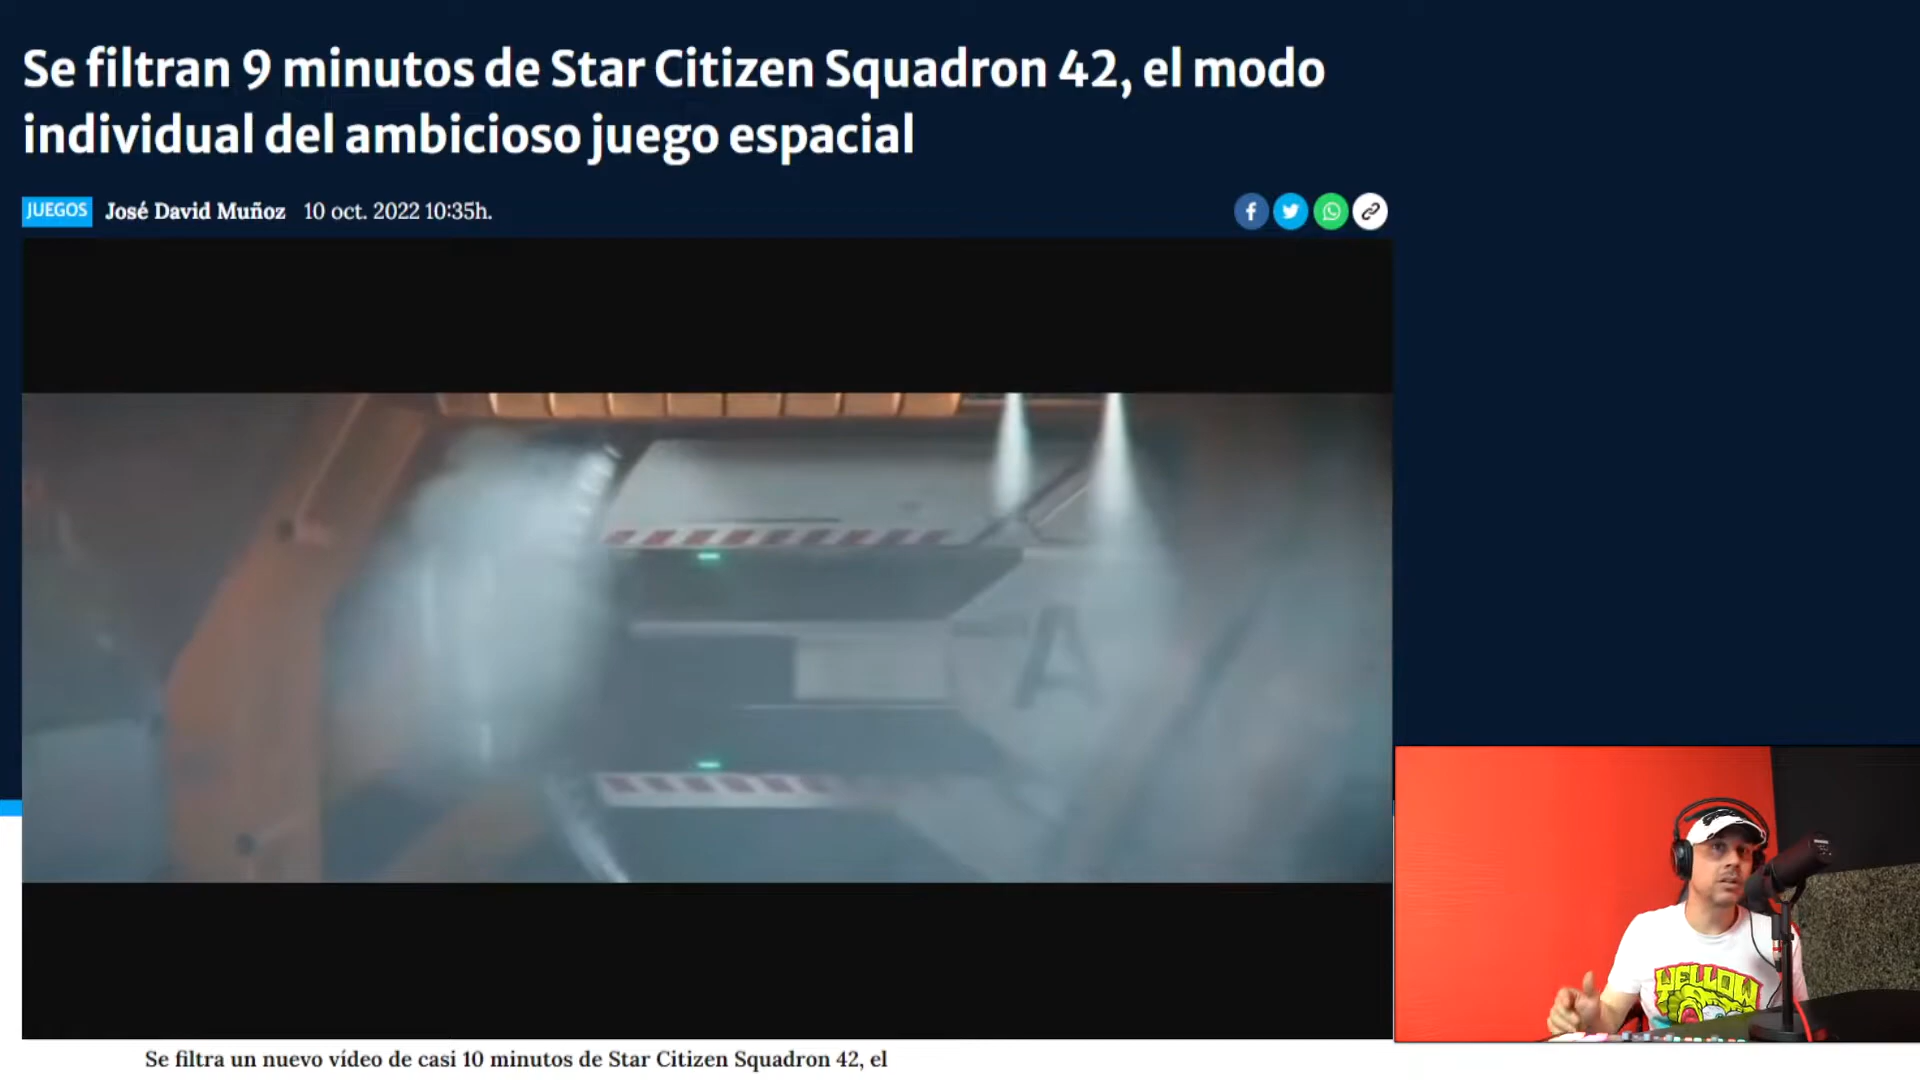 Se filtran 9 minutos de Star Citizen Squadron 42, el modo
individual del ambicioso juego espacial
JUEGOS José David Muñoz 10 oct. 2022 10:35h.
A
YELLOW
Se filtra un nuevo vídeo de casi 10 minutos de Star Citizen Squadron 42, el